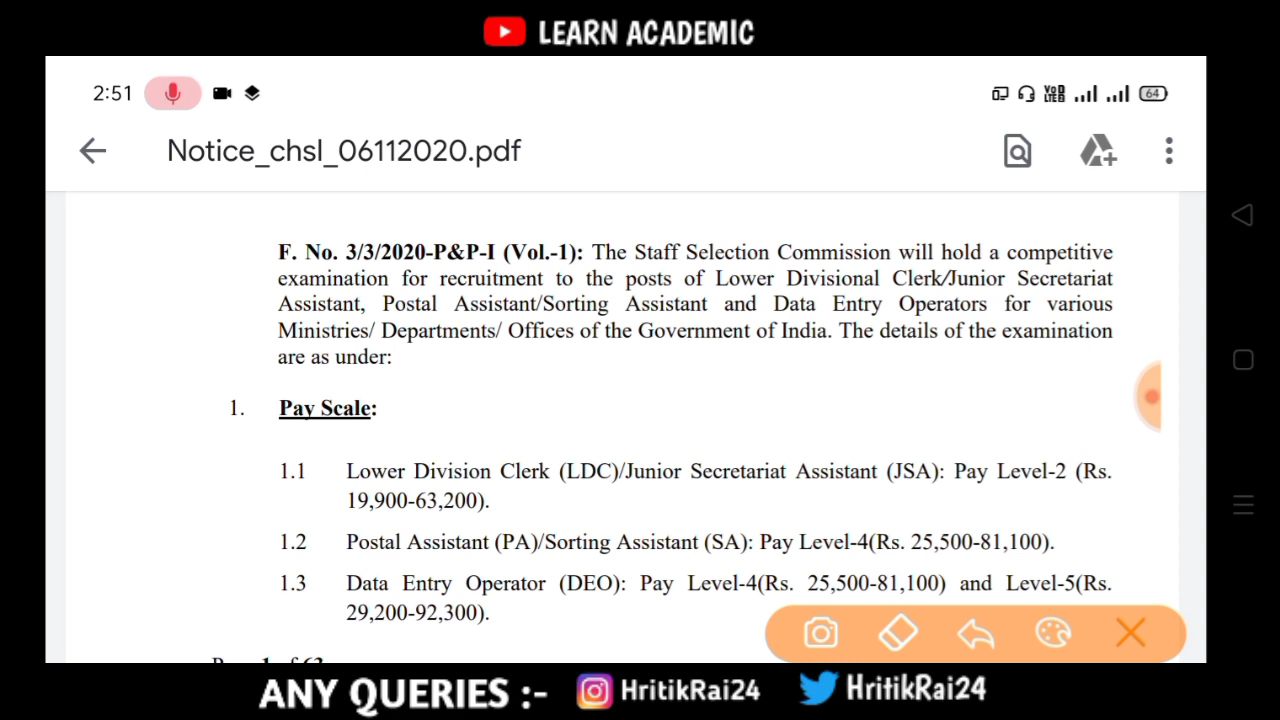 LEARN ACADEMIC
2:51
64
Notice_chsl_06112020.pdf
F. No. 3/3/2020-P&P-I (Vol.-1): The Staff Selection Commission will hold a competitive
examination for recruitment to the posts of Lower Divisional Clerk/Junior Secretariat
Assistant, Postal Assistant/Sorting Assistant and Data Entry Operators for various
Ministries/ Departments/ Offices of the Government of India. The details of the examination
are as under:
1. Pay Scale:
1.1 Lower Division Clerk (LDC)/Junior Secretariat Assistant (JSA): Pay Level-2 (Rs.
19,900-63,200).
1.2 Postal Assistant (PA)/Sorting Assistant (SA): Pay Level-4(Rs. 25,500-81,100).
1.3 Data Entry Operator (DEO): Pay Level-4(Rs. 25,500-81,100) and Level-5(Rs.
29,200-92,300).
ANY QUERIES :- HritikRai24 HritikRai24